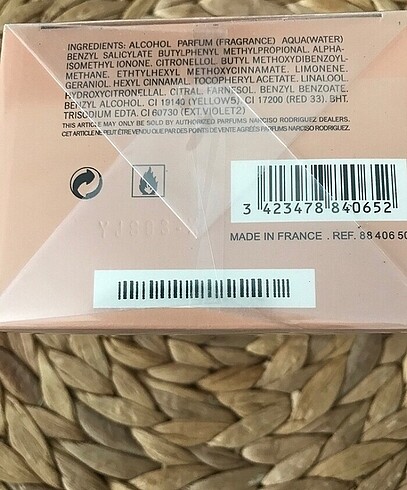 INGREDIENTS: ALCOHOL PARFUM (FRAGRANCE) AQUA(WATER)
BENZYL SALICYLATE BUTYLPHENYL METHYLPROPIONAL. ALPHA-
ISOMETHYL IONONE. CITRONELLOL. BUTYL METHOXYDIBENZOYL-
METHANE. ETHTYLHEXYL METHOXYCINNAMATE. LIMONENE.
GERANIOL. HEXYL CINNAMAL. TOCOPHERYL ACETATE. LINALOOL.
HYDROXYCITRONELLAL. CITRAL. FARNESOL. BENZYL BENZOATE.
BENZYL ALCOHOL. CI 19140 (YELLOW5). CI 17200 (RED 33). BHT.
TRISODIUM EDTA. CI 60730 (EXT.VIOLET2)
THIS ARTICLE MAY ONLY BE SOLD BY AUTHORIZED PARFUMS NARCISO RODRIGUEZ DEALERS.
CET ARTICLE NE PEUT ÊTRE VENDU QUE PAR DES POINTS DE VENTE AGRÉÉS PARFUMS NARCISO RODRIGUEZ.
3 423478 840652
MADE IN FRANCE . REF. 88 406 50